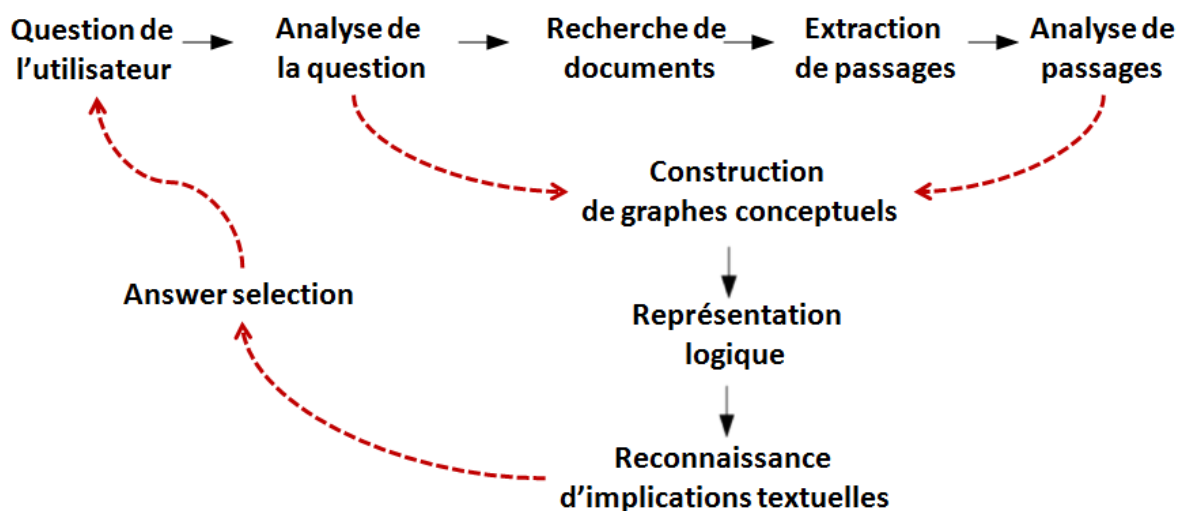 Question de
l’utilisateur
Analyse de
la question
Recherche de
documents
Extraction
de passages
Analyse de
passages
Construction
de graphes conceptuels
Answer selection
Représentation
logique
Reconnaissance
d’implications textuelles